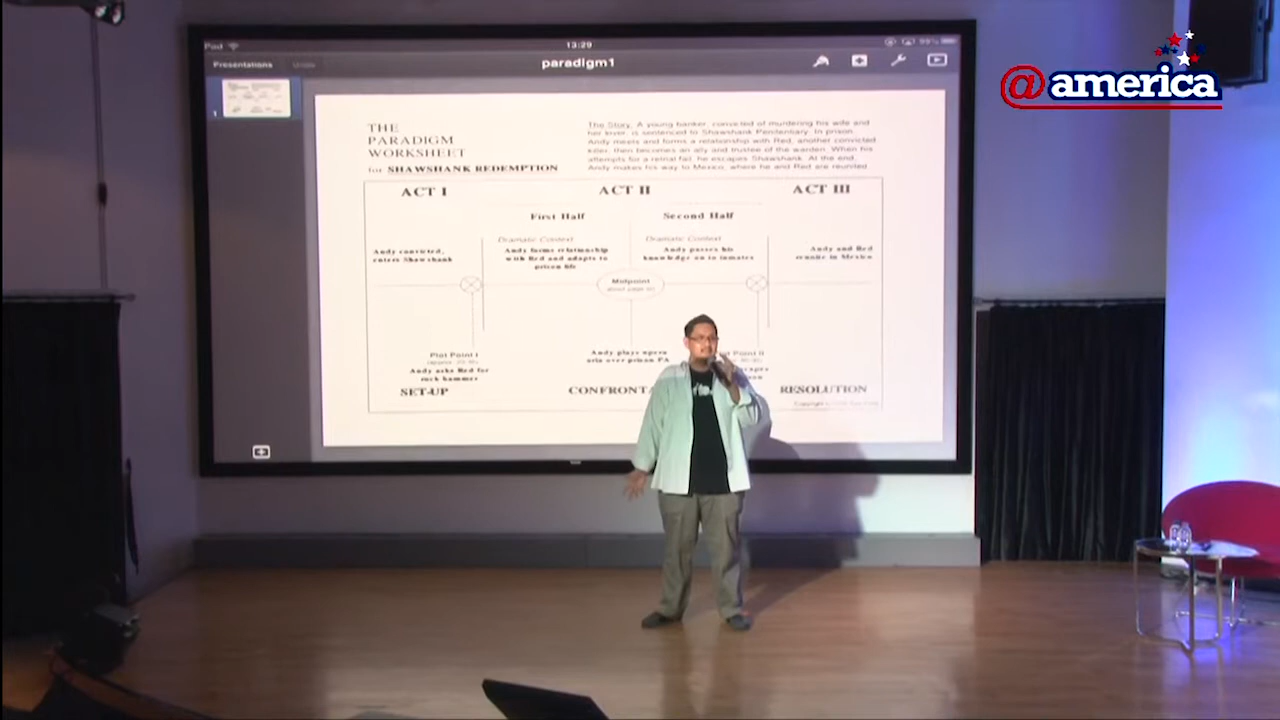 iPad
13:29
99%
Presentations
Undo
paradigm1
@america
1
THE
PARADIGM
WORKSHEET
for SHAWSHANK REDEMPTION
The Story, A young banker, convicted of murdering his wife and
her lover, is sentenced to Shawshank Penitentiary. In prison
Andy meets and forms a relationship with Red, another convicted
killer, then becomes an ally and trustee of the warden. When his
attempts for a retrial fail, he escapes Shawshank. At the end,
Andy makes his way to Mexico, where he and Red are reunited
ACT I
ACT II
ACT III
First Half
Second Half
Dramatic Context
Dramatic Context
Andy convicted,
enters Shawshank
Andy forms relationship
with Red and adapts to
prison life
Andy passes his
knowledge on to inmates
Andy and Red
reunite in Mexico
Midpoint
Plot Point I
Andy asks Red for
rock hammer
Andy plays opera
aria over prison PA
Point II
SET-UP
CONFRONTA
RESOLUTION